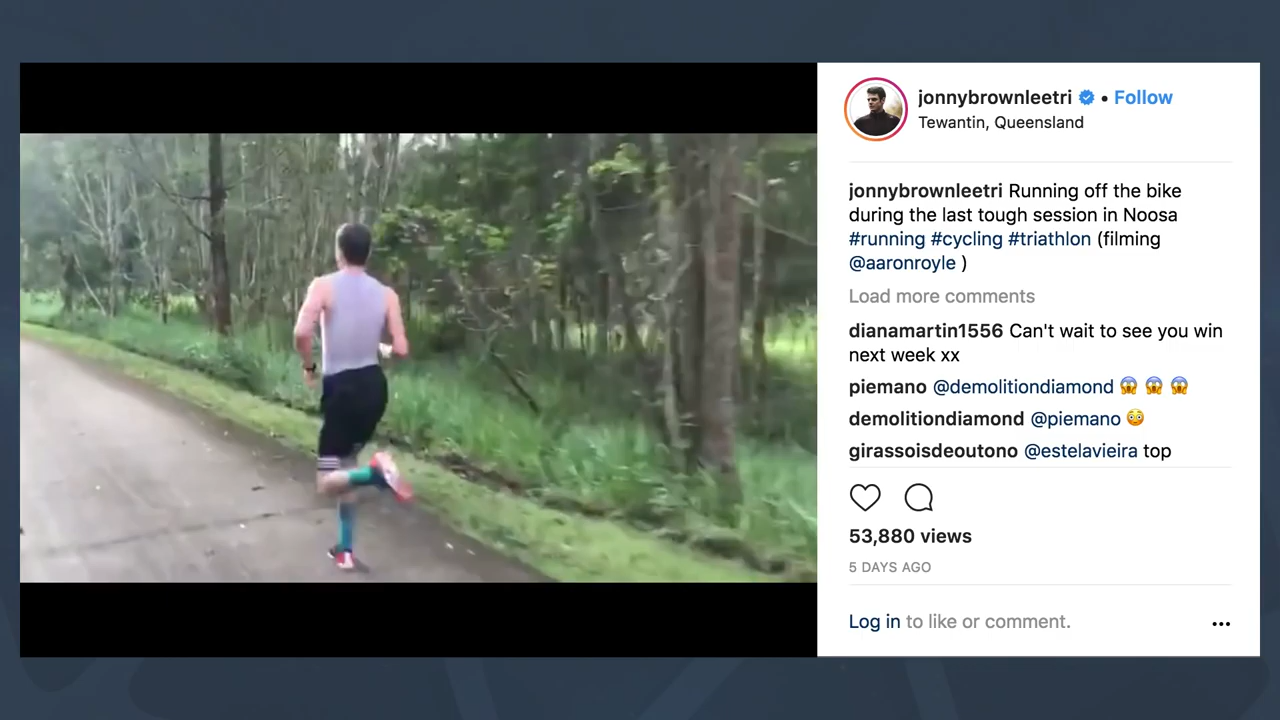 jonnybrownleetri • Follow
Tewantin, Queensland
jonnybrownleetri Running off the bike
during the last tough session in Noosa
#running #cycling #triathlon (filming
@aaronroyle )
Load more comments
dianamartin1556 Can't wait to see you win
next week xx
piemano @demolitiondiamond 😱 😱 😱
demolitiondiamond @piemano 😳
girassoisdeoutono @estelavieira top
53,880 views
5 DAYS AGO
Log in to like or comment.